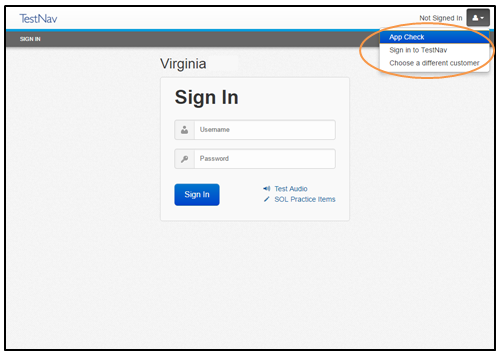 TestNav
Not Signed In
SIGN IN
App Check
Sign in to TestNav
Choose a different customer
Virginia
Sign In
Username
Password
Sign In
Test Audio
SOL Practice Items